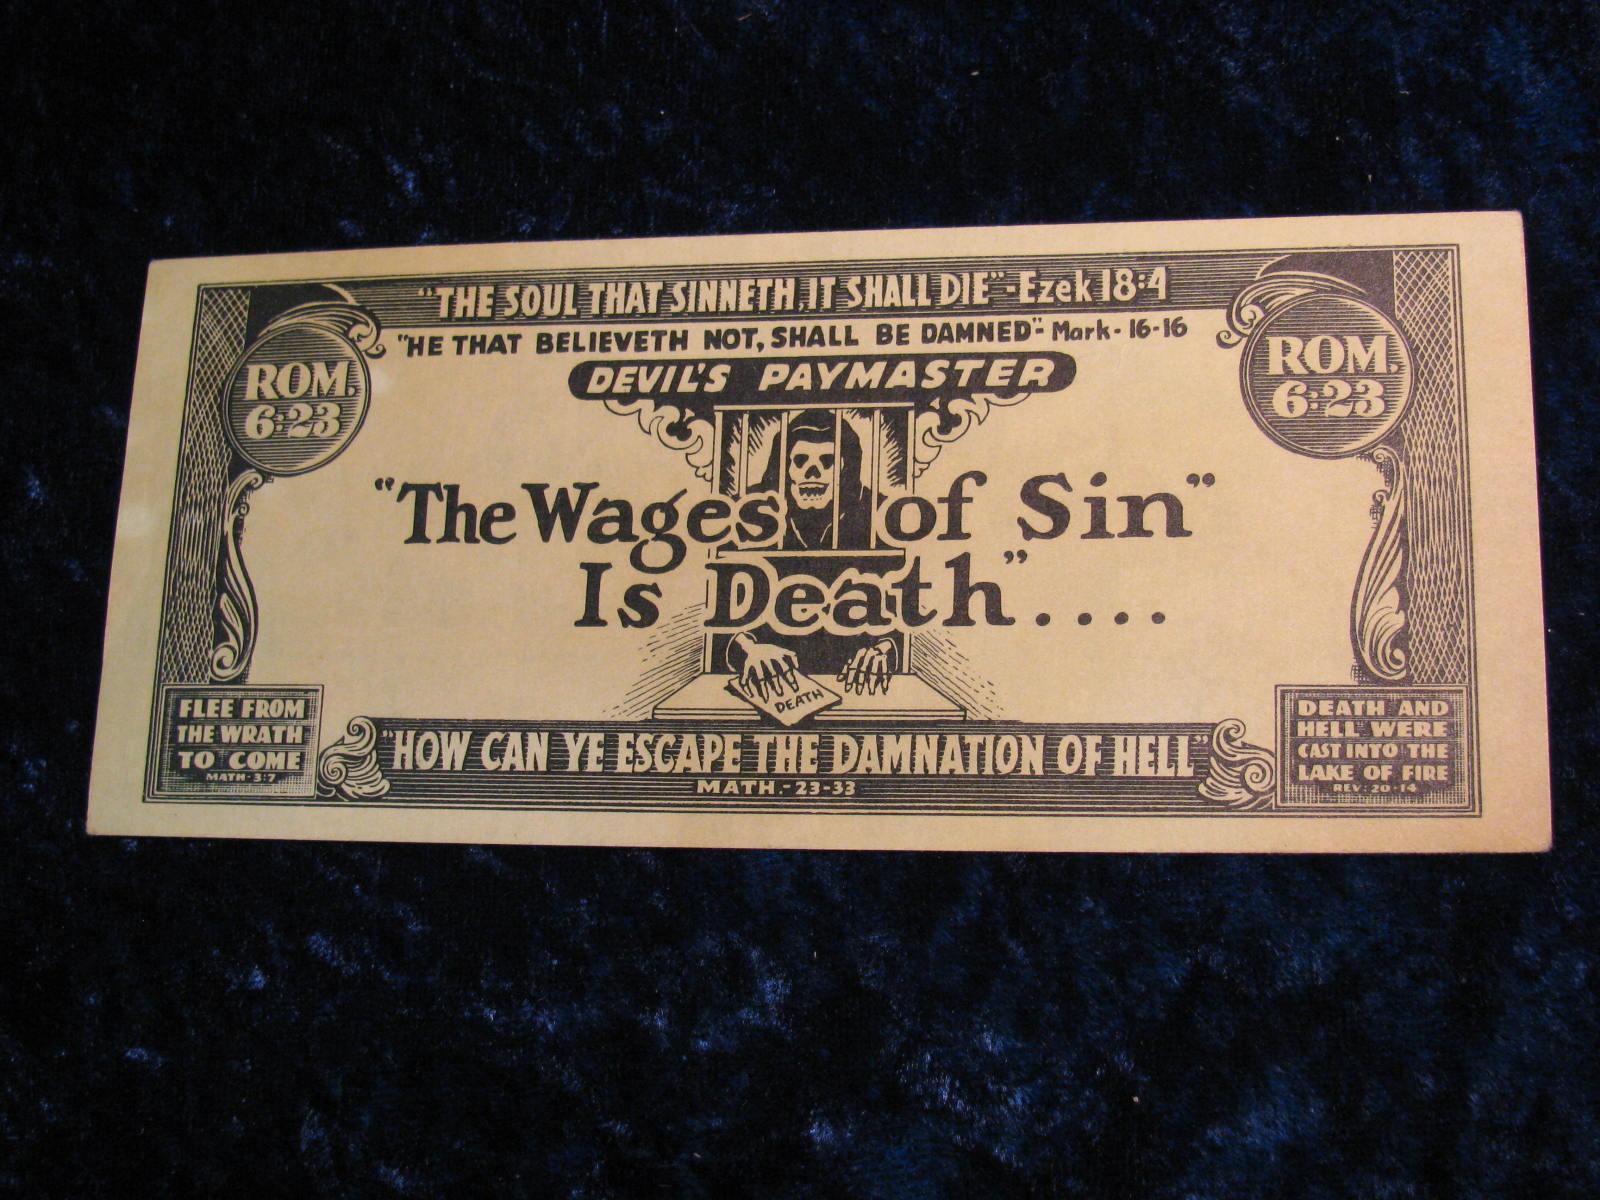 "THE SOUL THAT SINNETH, IT SHALL DIE"-Ezek 18:4
"HE THAT BELIEVETH NOT, SHALL BE DAMNED"- Mark - 16-16
DEVIL'S PAYMASTER
ROM.
6:23
ROM.
6:23
"The Wages of Sin"
Is Death"....
DEATH
FLEE FROM
THE WRATH
TO COME
MATH-3:7
"HOW CAN YE ESCAPE THE DAMNATION OF HELL"
MATH.-23-33
DEATH AND
HELL WERE
CAST INTO THE
LAKE OF FIRE
REV: 20-14